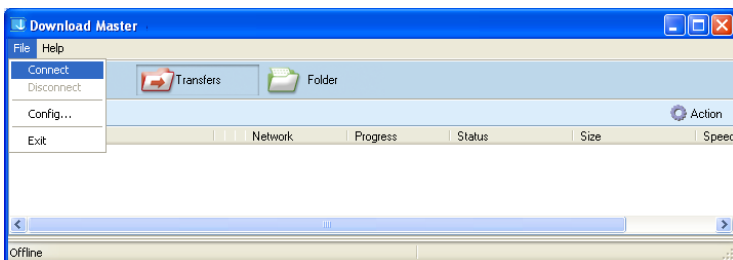 Download Master
File Help
Connect
Disconnect
Config...
Exit
Transfers Folder
Action
Network Progress Status Size Speed
Offline